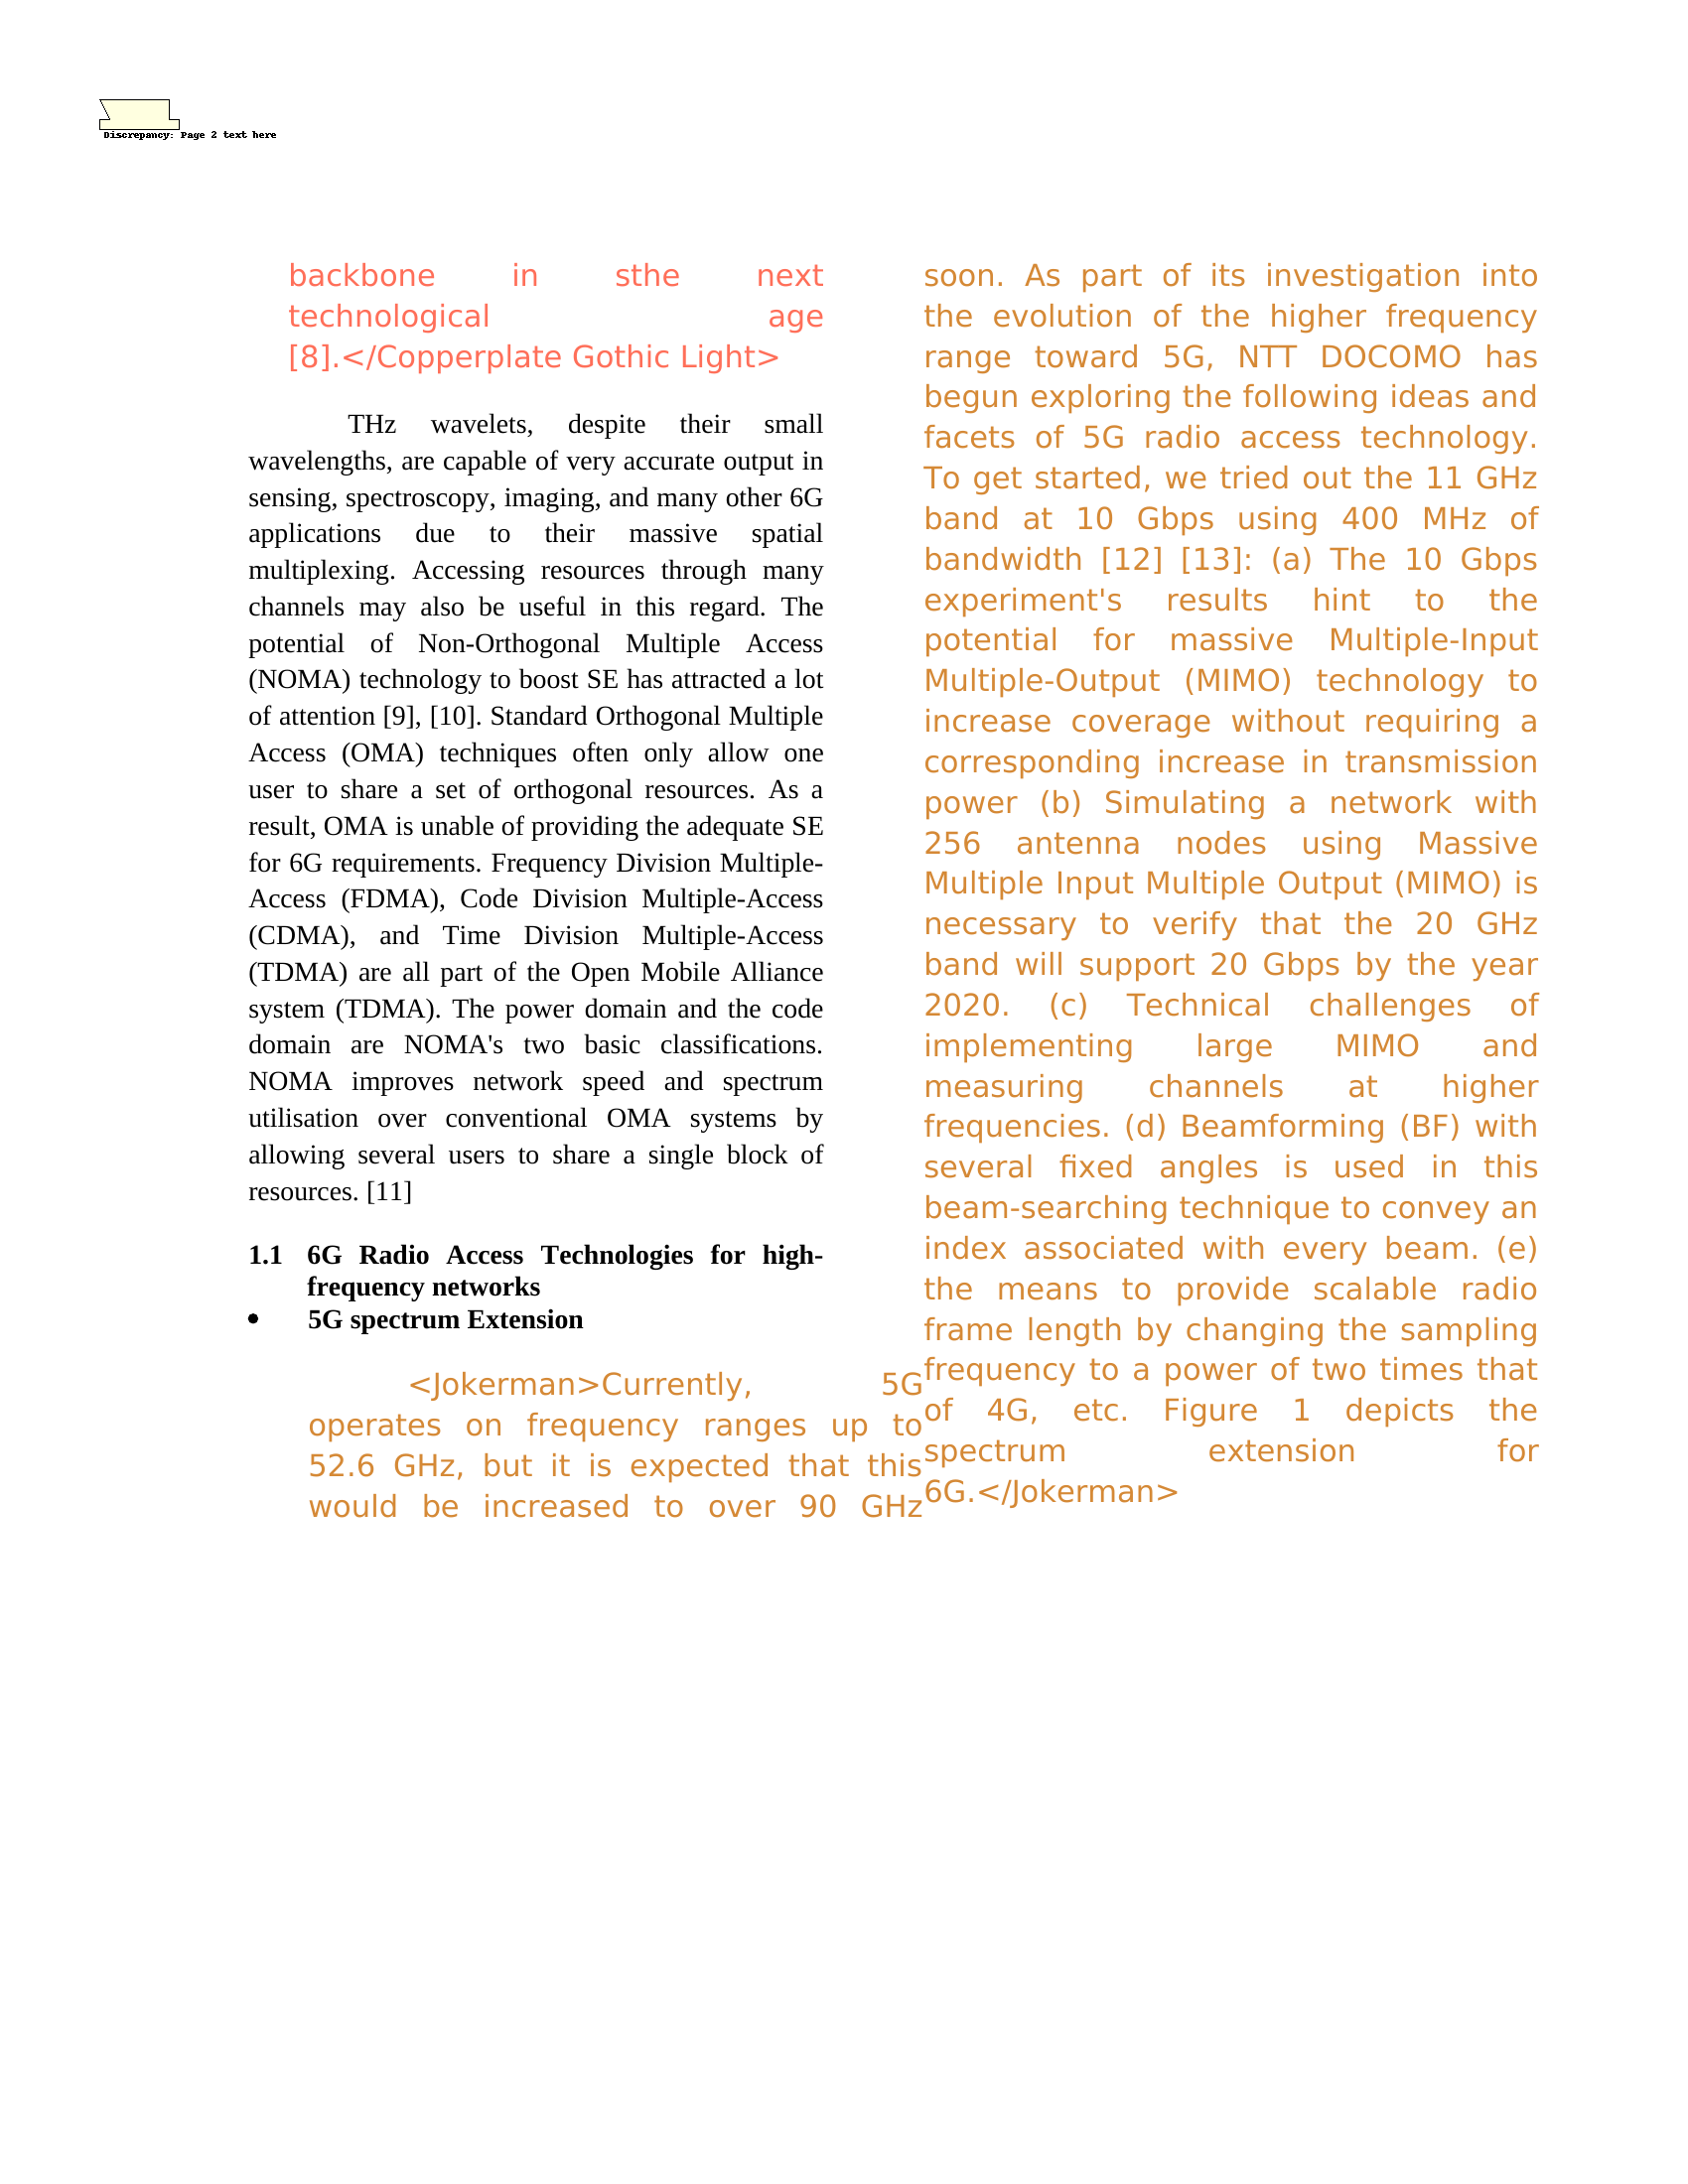 Discrepancy: Page 2 text here
backbone in sthe next
technological age
[8].</Copperplate Gothic Light>
THz wavelets, despite their small
wavelengths, are capable of very accurate output in
sensing, spectroscopy, imaging, and many other 6G
applications due to their massive spatial
multiplexing. Accessing resources through many
channels may also be useful in this regard. The
potential of Non-Orthogonal Multiple Access
(NOMA) technology to boost SE has attracted a lot
of attention [9], [10]. Standard Orthogonal Multiple
Access (OMA) techniques often only allow one
user to share a set of orthogonal resources. As a
result, OMA is unable of providing the adequate SE
for 6G requirements. Frequency Division Multiple-
Access (FDMA), Code Division Multiple-Access
(CDMA), and Time Division Multiple-Access
(TDMA) are all part of the Open Mobile Alliance
system (TDMA). The power domain and the code
domain are NOMA's two basic classifications.
NOMA improves network speed and spectrum
utilisation over conventional OMA systems by
allowing several users to share a single block of
resources. [11]
1.1 6G Radio Access Technologies for high-
frequency networks
• 5G spectrum Extension
<Jokerman>Currently, 5G
operates on frequency ranges up to
52.6 GHz, but it is expected that this
would be increased to over 90 GHz
soon. As part of its investigation into
the evolution of the higher frequency
range toward 5G, NTT DOCOMO has
begun exploring the following ideas and
facets of 5G radio access technology.
To get started, we tried out the 11 GHz
band at 10 Gbps using 400 MHz of
bandwidth [12] [13]: (a) The 10 Gbps
experiment's results hint to the
potential for massive Multiple-Input
Multiple-Output (MIMO) technology to
increase coverage without requiring a
corresponding increase in transmission
power (b) Simulating a network with
256 antenna nodes using Massive
Multiple Input Multiple Output (MIMO) is
necessary to verify that the 20 GHz
band will support 20 Gbps by the year
2020. (c) Technical challenges of
implementing large MIMO and
measuring channels at higher
frequencies. (d) Beamforming (BF) with
several fixed angles is used in this
beam-searching technique to convey an
index associated with every beam. (e)
the means to provide scalable radio
frame length by changing the sampling
frequency to a power of two times that
of 4G, etc. Figure 1 depicts the
spectrum extension for
6G.</Jokerman>